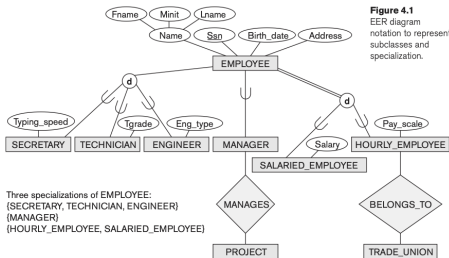 Fname
Minit
Lname
Name
Ssn
Birth_date
Address
Figure 4.1
EER diagram
notation to represent
subclasses and
specialization.
EMPLOYEE
d
d
Typing_speed
Tgrade
Eng_type
Pay_scale
SECRETARY
TECHNICIAN
ENGINEER
MANAGER
Salary
HOURLY_EMPLOYEE
SALARIED_EMPLOYEE
Three specializations of EMPLOYEE:
{SECRETARY, TECHNICIAN, ENGINEER}
{MANAGER}
{HOURLY_EMPLOYEE, SALARIED_EMPLOYEE}
MANAGES
BELONGS_TO
PROJECT
TRADE_UNION